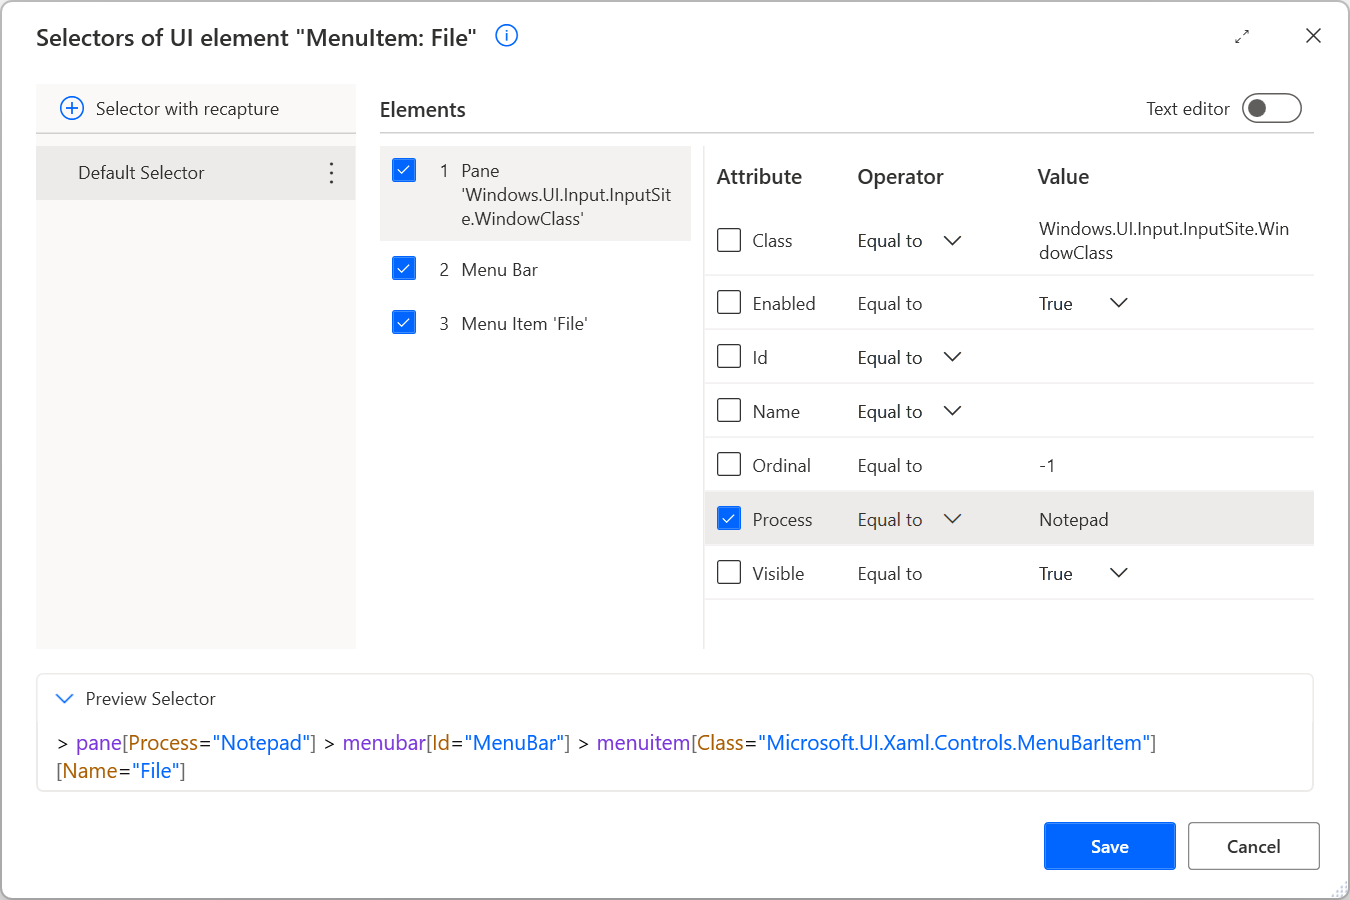 Selectors of UI element "MenuItem: File"
Selector with recapture
Default Selector
Elements
Text editor
1 Pane
'Windows.UI.Input.InputSit
e.WindowClass'
2 Menu Bar
3 Menu Item 'File'
Attribute Operator Value
Class Equal to Windows.UI.Input.InputSite.Win
dowClass
Enabled Equal to True
Id Equal to
Name Equal to
Ordinal Equal to -1
Process Equal to Notepad
Visible Equal to True
Preview Selector
> pane[Process="Notepad"] > menubar[Id="MenuBar"] > menuitem[Class="Microsoft.UI.Xaml.Controls.MenuBarItem"]
[Name="File"]
Save Cancel